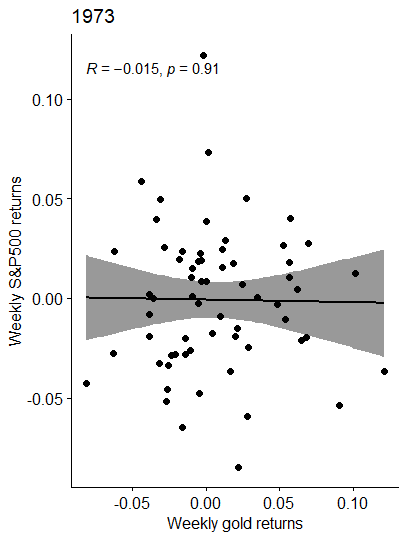 1973
R = −0.015, p = 0.91
0.10
0.05
0.00
-0.05
Weekly S&P500 returns
-0.05 0.00 0.05 0.10
Weekly gold returns